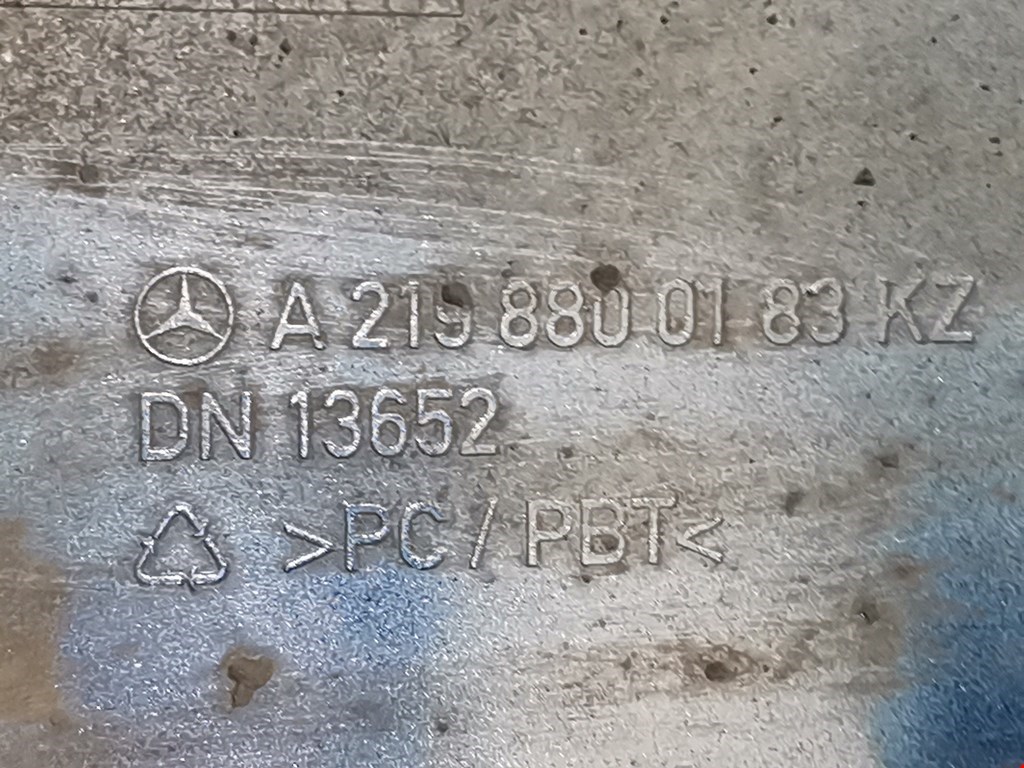 A 219 880 01 83 KZ
DN 13652
>PC / PBT<